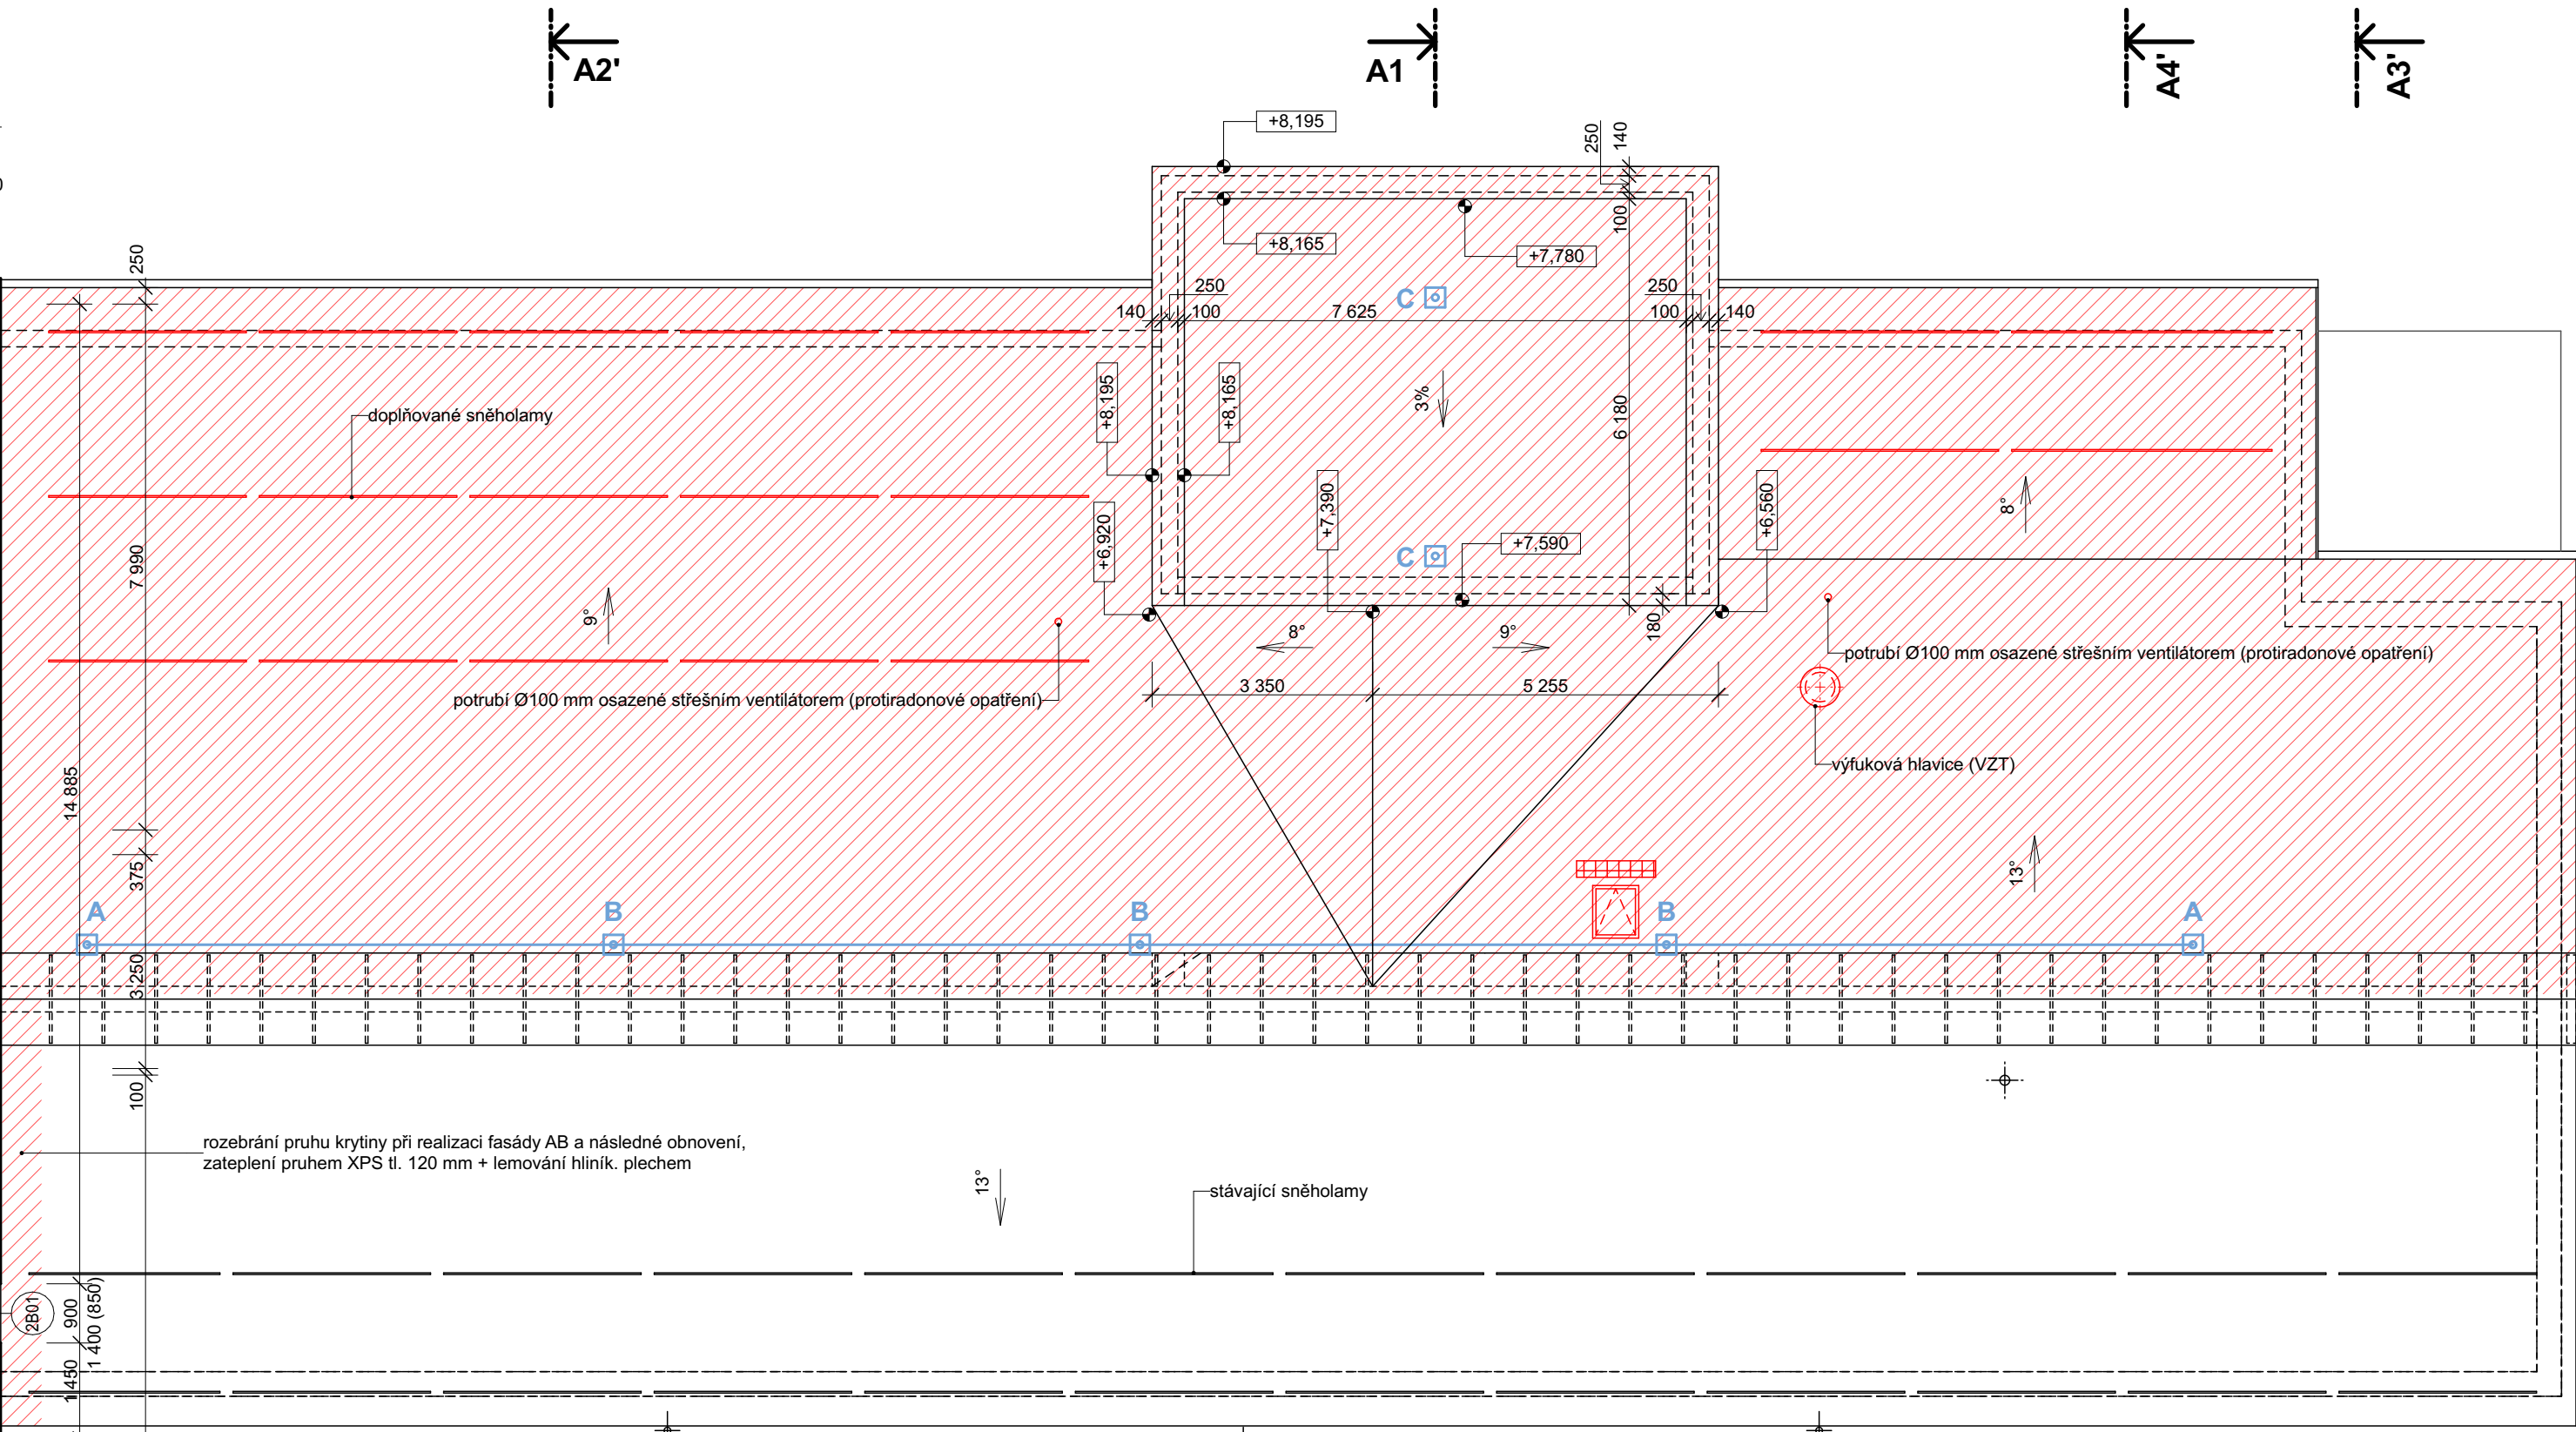 A2'
A1
A4'
A3'
+8,195
250
140
+8,165
100
+7,780
250
250
250
C
140
100
7 625
100
140
+8,195
+8,165
3%
6 180
doplňované sněholamy
+6,920
+7,390
+7,590
+6,560
8°
7 990
C
9°
8°
9°
180
potrubí Ø100 mm osazené střešním ventilátorem (protiradonové opatření)
3 350
5 255
potrubí Ø100 mm osazené střešním ventilátorem (protiradonové opatření)
výfuková hlavice (VZT)
14 885
375
13°
A
B
B
B
A
3 250
100
rozebrání pruhu krytiny při realizaci fasády AB a následné obnovení,
zateplení pruhem XPS tl. 120 mm + lemování hliník. plechem
13°
stávající sněholamy
2B01
900
1 400 (850)
1 450